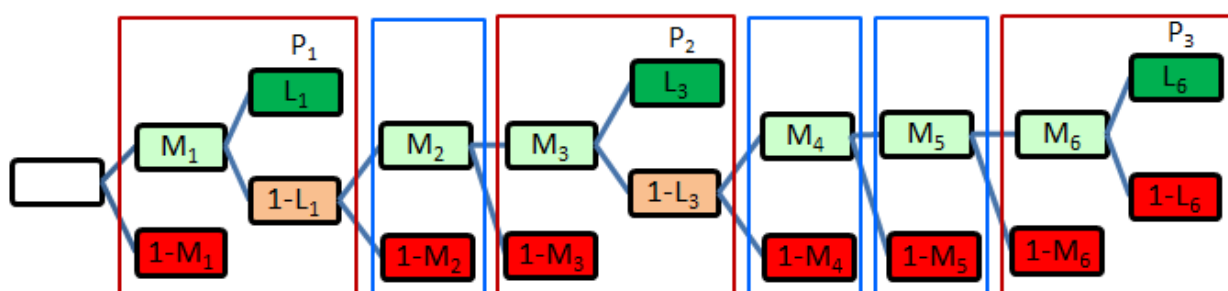 P₁ P₂ P₃
L₁ L₃ L₆
M₁ M₂ M₃ M₄ M₅ M₆
1-L₁ 1-L₃ 1-L₆
1-M₁ 1-M₂ 1-M₃ 1-M₄ 1-M₅ 1-M₆